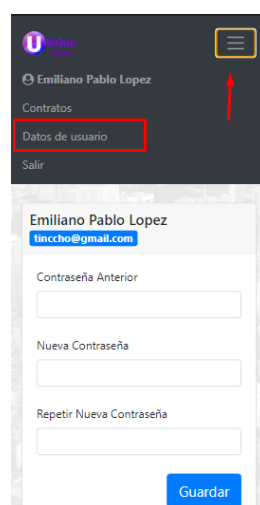 UbiQuo
Emiliano Pablo Lopez
Contratos
Datos de usuario
Salir
Emiliano Pablo Lopez
tinccho@gmail.com
Contraseña Anterior
Nueva Contraseña
Repetir Nueva Contraseña
Guardar